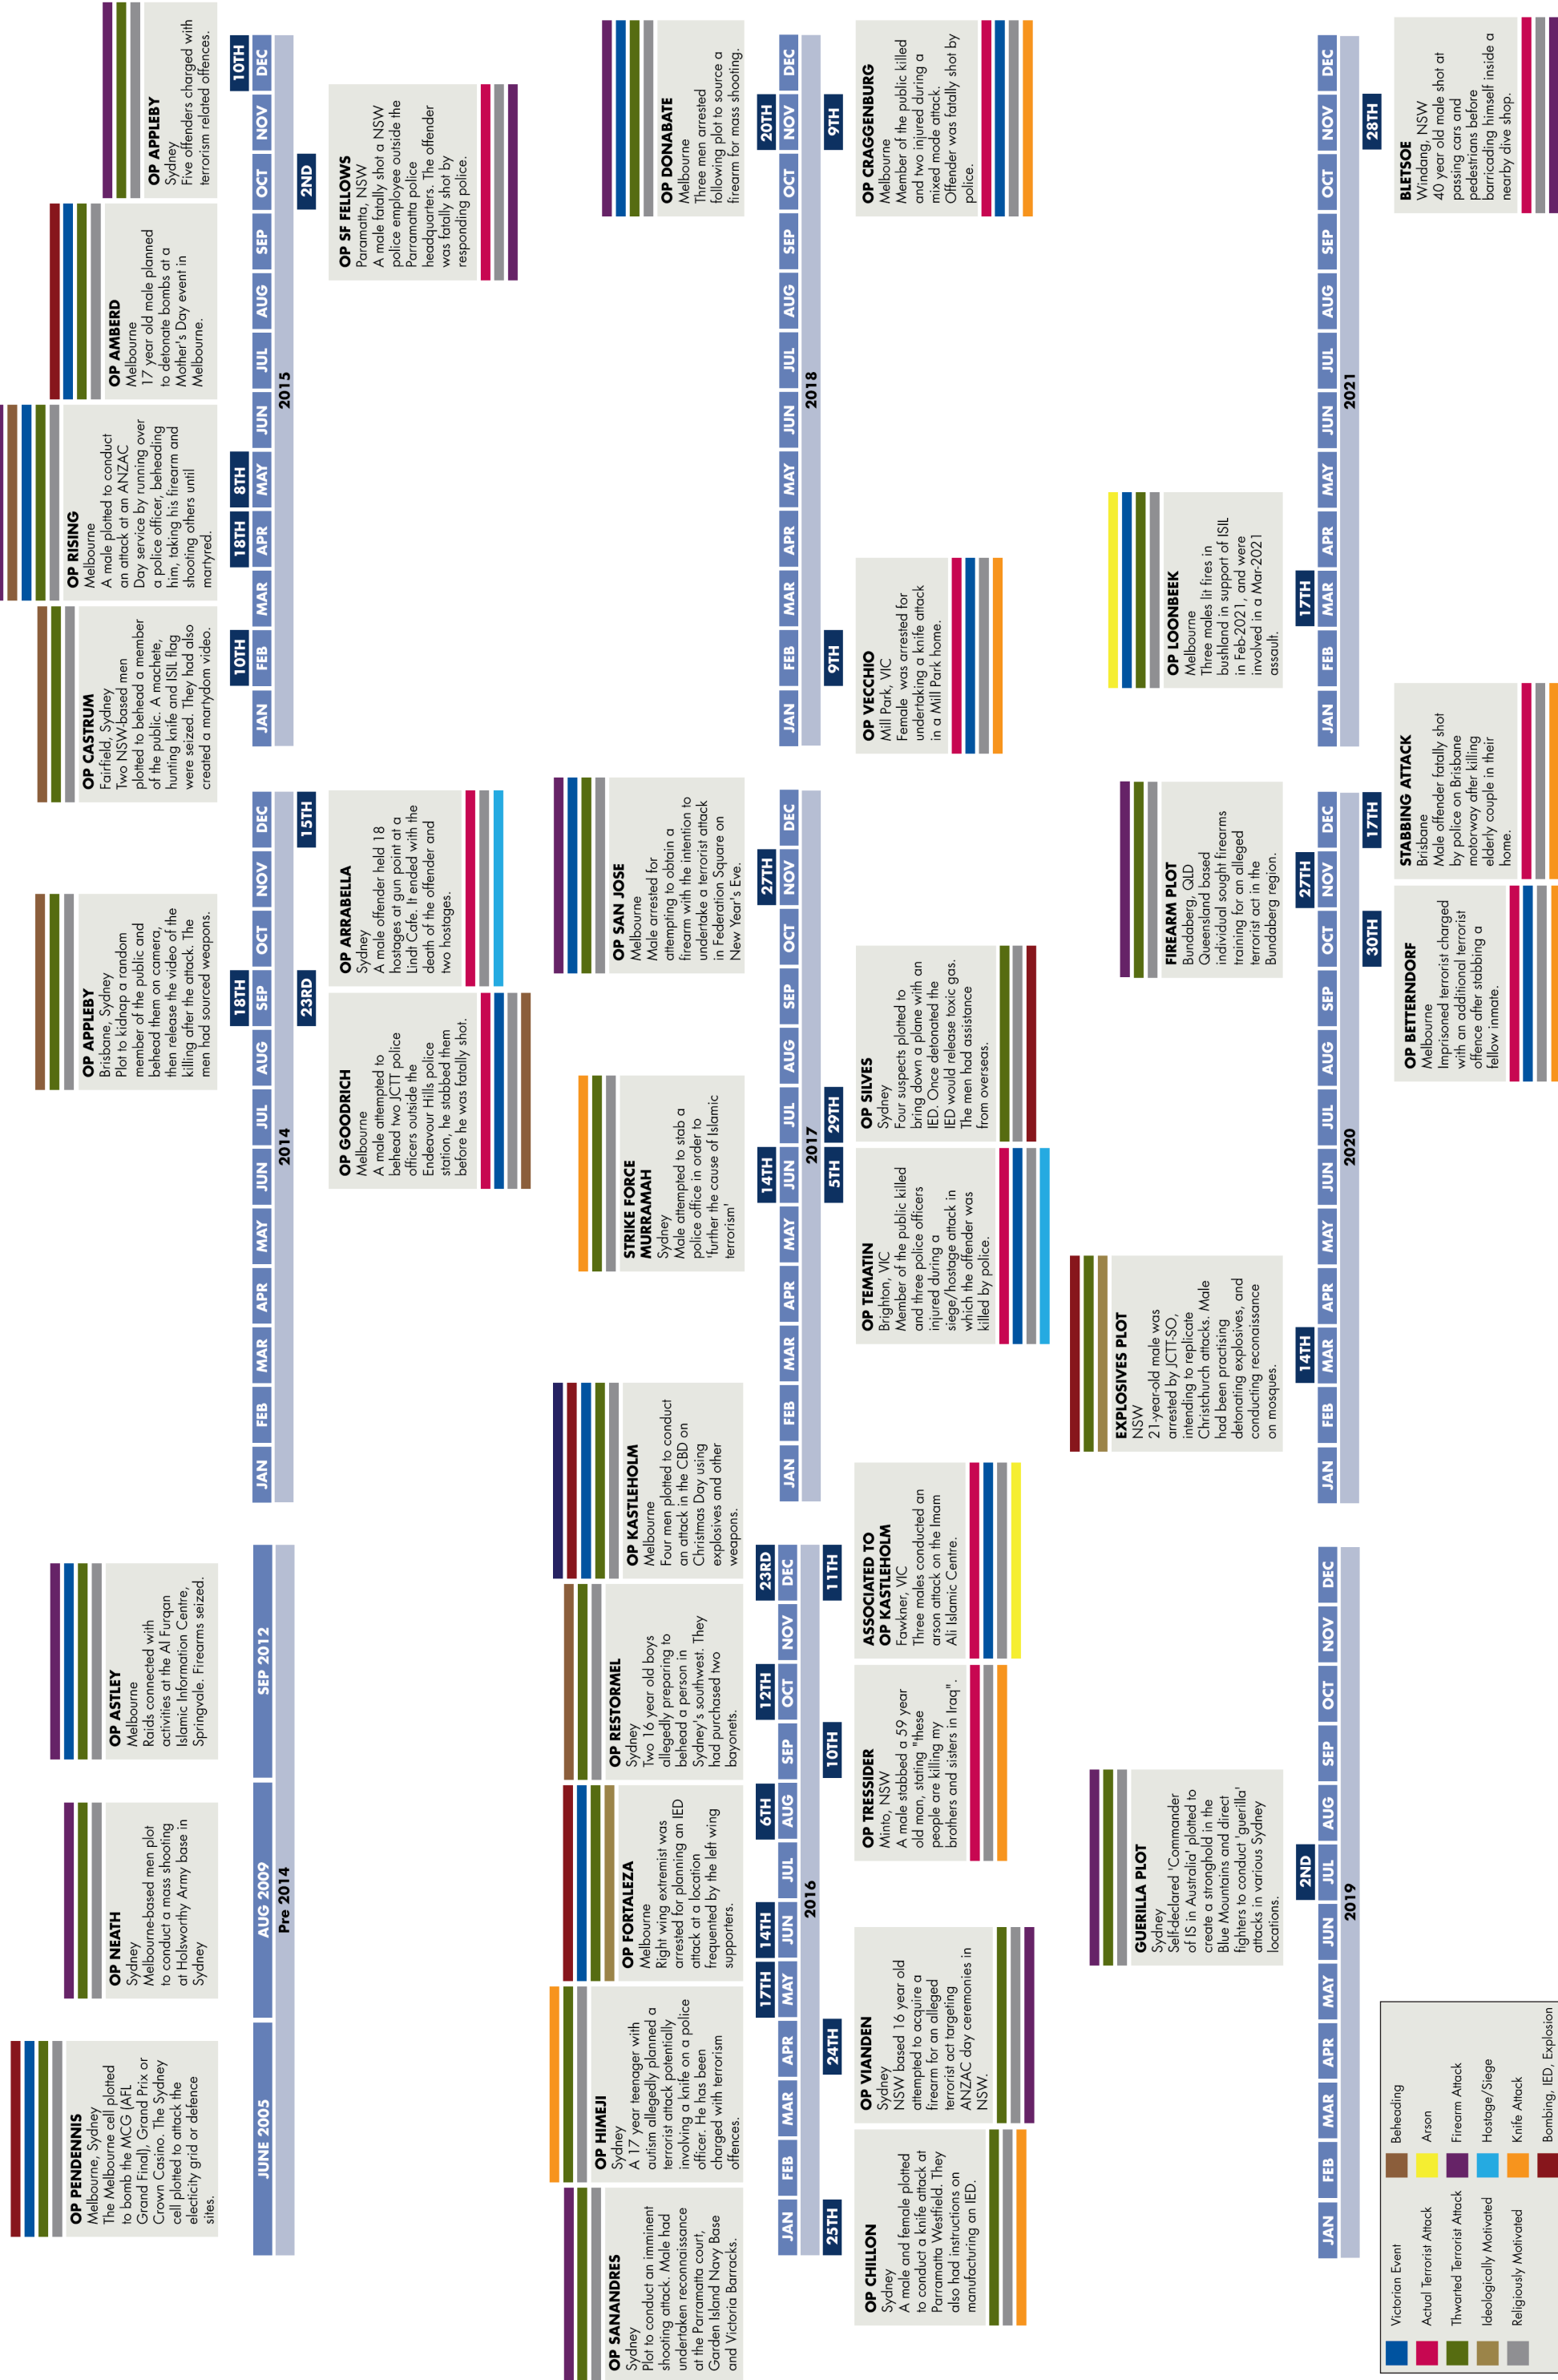 OP PENDENNIS
Melbourne, Sydney
The Melbourne cell plotted
to bomb the MCG (AFL
Grand Final), Grand Prix or
Crown Casino. The Sydney
cell plotted to attack the
electicity grid or defence
sites.
OP NEATH
Sydney
Melbourne-based men plot
to conduct a mass shooting
at Holsworthy Army base in
Sydney
OP ASTLEY
Melbourne
Raids connected with
activities at the Al Furqan
Islamic Information Centre,
Springvale. Firearms seized.
JUNE 2005
AUG 2009
SEP 2012
Pre 2014
OP APPLEBY
Brisbane, Sydney
Plot to kidnap a random
member of the public and
behead them on camera,
then release the video of the
killing after the attack. The
men had sourced weapons.
18TH
JAN FEB MAR APR MAY JUN JUL AUG SEP OCT NOV DEC
2014
23RD
15TH
OP GOODRICH
Melbourne
A male attempted to
behead two JCTT police
officers outside the
Endeavour Hills police
station, he stabbed them
before he was fatally shot.
OP ARRABELLA
Sydney
A male offender held 18
hostages at gun point at a
Lindt Cafe. It ended with the
death of the offender and
two hostages.
OP CASTRUM
Fairfield, Sydney
Two NSW-based men
plotted to behead a member
of the public. A machete,
hunting knife and ISIL flag
were seized. They had also
created a martydom video.
OP RISING
Melbourne
A male plotted to conduct
an attack at an ANZAC
Day service by running over
a police officer, beheading
him, taking his firearm and
shooting others until
martyred.
OP AMBERD
Melbourne
17 year old male planned
to detonate bombs at a
Mother's Day event in
Melbourne.
OP APPLEBY
Sydney
Five offenders charged with
terrorism related offences.
10TH
18TH
8TH
10TH
JAN FEB MAR APR MAY JUN JUL AUG SEP OCT NOV DEC
2015
2ND
OP SF FELLOWS
Paramatta, NSW
A male fatally shot a NSW
police employee outside the
Parramatta police
headquarters. The offender
was fatally shot by
responding police.
OP SANANDRES
Sydney
Plot to conduct an imminent
shooting attack. Male had
undertaken reconnaissance
at the Parramatta court,
Garden Island Navy Base
and Victoria Barracks.
OP HIMEJI
Sydney
A 17 year teenager with
autism allegedly planned a
terrorist attack potentially
involving a knife on a police
officer. He has been
charged with terrorism
offences.
OP FORTALEZA
Melbourne
Right wing extremist was
arrested for planning an IED
attack at a location
frequented by the left wing
supporters.
OP RESTORMEL
Sydney
Two 16 year old boys
allegedly preparing to
behead a person in
Sydney's southwest. They
had purchased two
bayonets.
OP KASTLEHOLM
Melbourne
Four men plotted to conduct
an attack in the CBD on
Christmas Day using
explosives and other
weapons.
17TH
14TH
6TH
12TH
23RD
JAN FEB MAR APR MAY JUN JUL AUG SEP OCT NOV DEC
2016
25TH
24TH
10TH
11TH
OP CHILLON
Sydney
A male and female plotted
to conduct a knife attack at
Parramatta Westfield. They
also had instructions on
manufacturing an IED.
OP VIANDEN
Sydney
NSW based 16 year old
attempted to acquire a
firearm for an alleged
terrorist act targeting
ANZAC day ceremonies in
NSW.
OP TRESSIDER
Minto, NSW
A male stabbed a 59 year
old man, stating "these
people are killing my
brothers and sisters in Iraq".
ASSOCIATED TO
OP KASTLEHOLM
Fawkner, VIC
Three males conducted an
arson attack on the Imam
Ali Islamic Centre.
STRIKE FORCE
MURRAMAH
Sydney
Male attempted to stab a
police office in order to
'further the cause of Islamic
terrorism'
OP SAN JOSE
Melbourne
Male arrested for
attempting to obtain a
firearm with the intention to
undertake a terrorist attack
in Federation Square on
New Year's Eve.
14TH
27TH
JAN FEB MAR APR MAY JUN JUL AUG SEP OCT NOV DEC
2017
5TH
29TH
OP TEMATIN
Brighton, VIC
Member of the public killed
and three police officers
injured during a
siege/hostage attack in
which the offender was
killed by police.
OP SILVES
Sydney
Four suspects plotted to
bring down a plane with an
IED. Once detonated the
IED would release toxic gas.
The men had assistance
from overseas.
OP DONABATE
Melbourne
Three men arrested
following plot to source a
firearm for mass shooting.
20TH
JAN FEB MAR APR MAY JUN JUL AUG SEP OCT NOV DEC
2018
9TH
9TH
OP VECCHIO
Mill Park, VIC
Female was arrested for
undertaking a knife attack
in a Mill Park home.
OP CRAGGENBURG
Melbourne
Member of the public killed
and two injured during a
mixed mode attack.
Offender was fatally shot by
police.
GUERILLA PLOT
Sydney
Self-declared 'Commander
of IS in Australia' plotted to
create a stronghold in the
Blue Mountains and direct
fighters to conduct 'guerilla'
attacks in various Sydney
locations.
2ND
JAN FEB MAR APR MAY JUN JUL AUG SEP OCT NOV DEC
2019
EXPLOSIVES PLOT
NSW
21-year-old male was
arrested by JCTT-SO,
intending to replicate
Christchurch attacks. Male
had been practising
detonating explosives, and
conducting reconaissance
on mosques.
FIREARM PLOT
Bundaberg, QLD
Queensland based
individual sought firearms
training for an alleged
terrorist act in the
Bundaberg region.
14TH
27TH
JAN FEB MAR APR MAY JUN JUL AUG SEP OCT NOV DEC
2020
30TH
17TH
OP BETTERNDORF
Melbourne
Imprisoned terrorist charged
with an additional terrorist
offence after stabbing a
fellow inmate.
STABBING ATTACK
Brisbane
Male offender fatally shot
by police on Brisbane
motorway after killing
elderly couple in their
home.
OP LOONBEEK
Melbourne
Three males lit fires in
bushland in support of ISIL
in Feb-2021, and were
involved in a Mar-2021
assault.
17TH
JAN FEB MAR APR MAY JUN JUL AUG SEP OCT NOV DEC
2021
28TH
BLETSOE
Windang, NSW
40 year old male shot at
passing cars and
pedestrians before
barricading himself inside a
nearby dive shop.
Victorian Event
Actual Terrorist Attack
Thwarted Terrorist Attack
Ideologically Motivated
Religiously Motivated
Beheading
Arson
Firearm Attack
Hostage/Siege
Knife Attack
Bombing, IED, Explosion